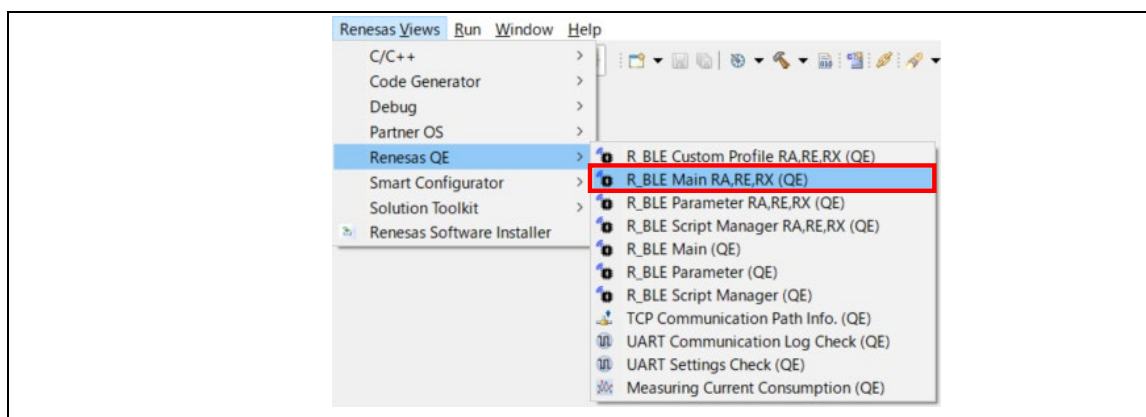 Renesas Views Run Window Help
C/C++
Code Generator
Debug
Partner OS
Renesas QE
Smart Configurator
Solution Toolkit
Renesas Software Installer
R_BLE Custom Profile RA,RE,RX (QE)
R_BLE Main RA,RE,RX (QE)
R_BLE Parameter RA,RE,RX (QE)
R_BLE Script Manager RA,RE,RX (QE)
R_BLE Main (QE)
R_BLE Parameter (QE)
R_BLE Script Manager (QE)
TCP Communication Path Info. (QE)
UART Communication Log Check (QE)
UART Settings Check (QE)
Measuring Current Consumption (QE)